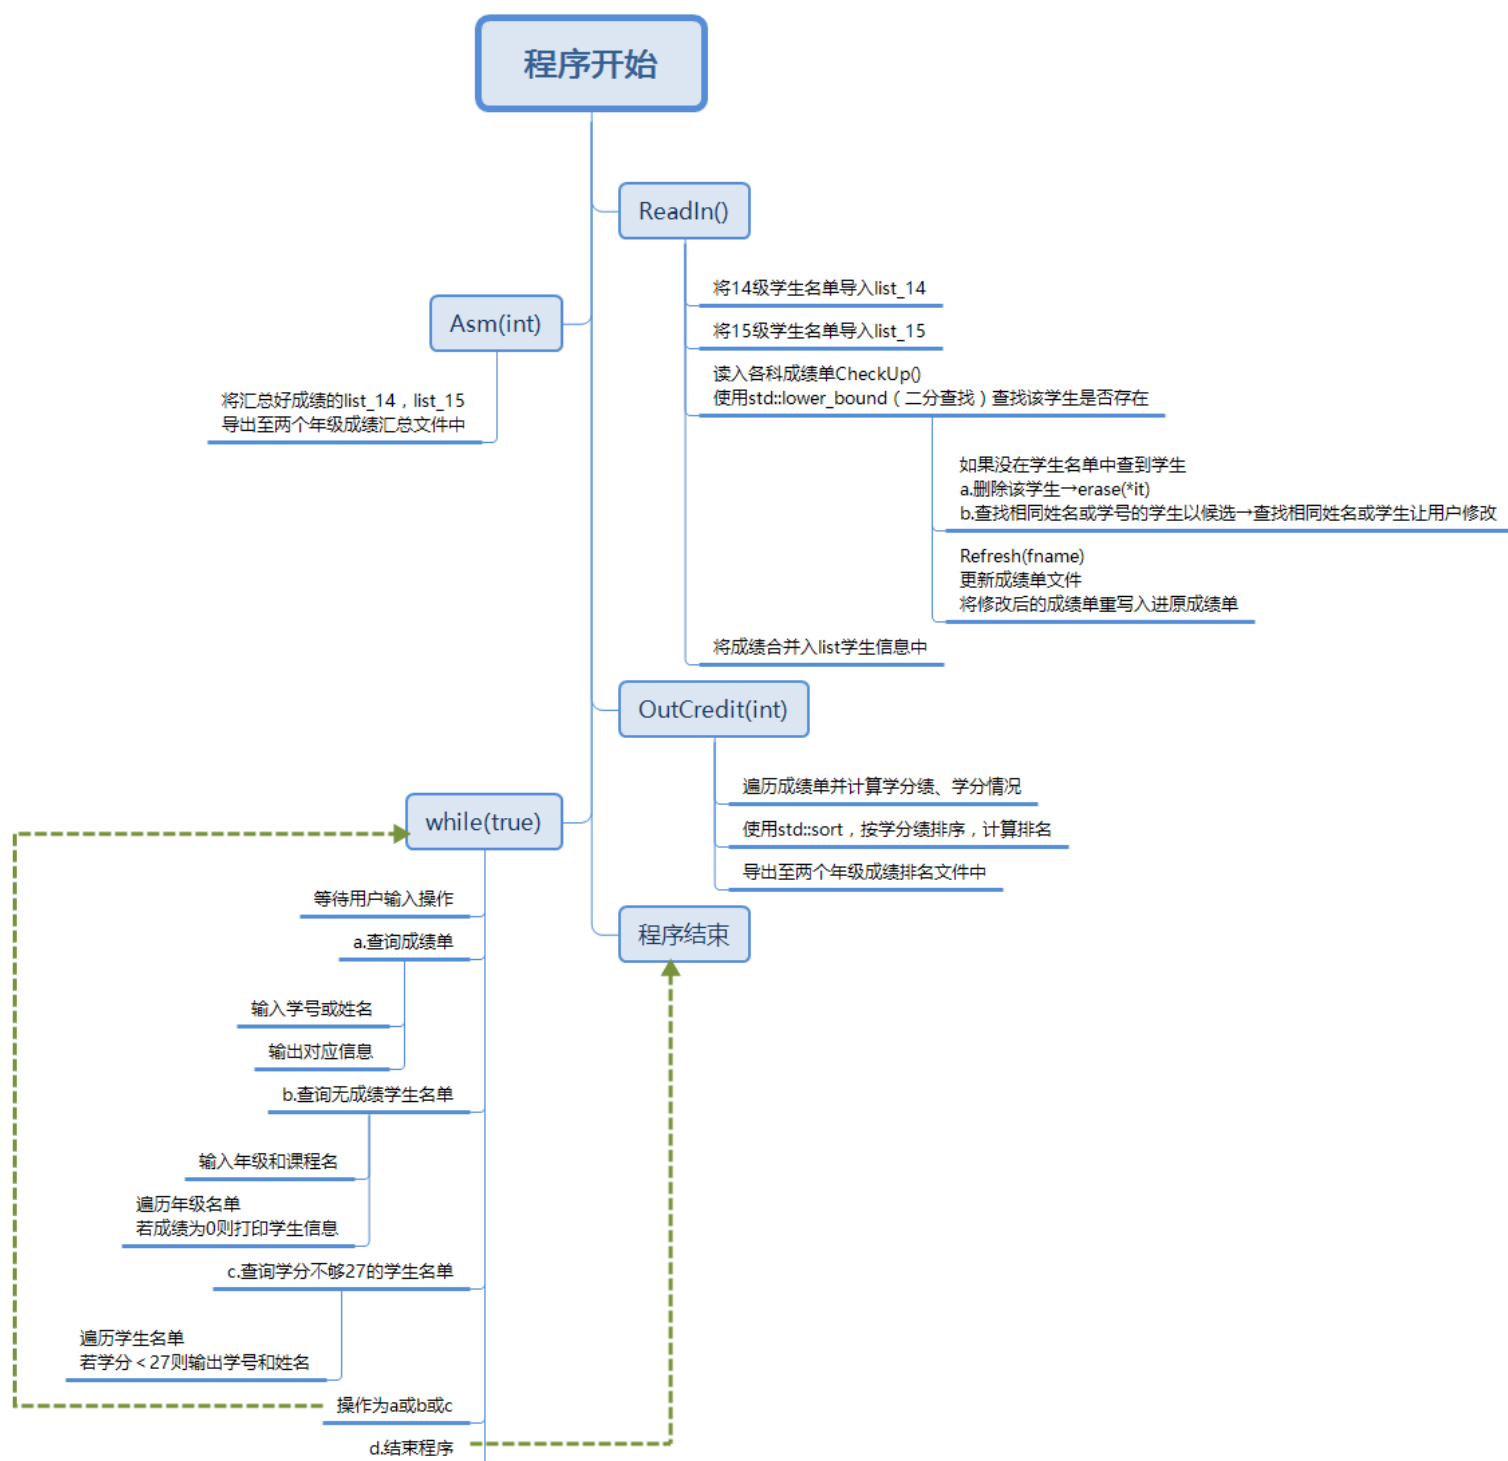 程序开始
ReadIn()
将14级学生名单导入list_14
将15级学生名单导入list_15
读入各科成绩单CheckUp()
使用std::lower_bound（二分查找）查找该学生是否存在
如果没在学生名单中查到学生
a.删除该学生→erase(*it)
b.查找相同姓名或学号的学生以候选→查找相同姓名或学生让用户修改
Refresh(fname)
更新成绩单文件
将修改后的成绩单重写入进原成绩单
将成绩合并入list学生信息中
Asm(int)
将汇总好成绩的list_14，list_15
导出至两个年级成绩汇总文件中
OutCredit(int)
遍历成绩单并计算学分绩、学分情况
使用std::sort，按学分绩排序，计算排名
导出至两个年级成绩排名文件中
while(true)
等待用户输入操作
a.查询成绩单
输入学号或姓名
输出对应信息
b.查询无成绩学生名单
输入年级和课程名
遍历年级名单
若成绩为0则打印学生信息
c.查询学分不够27的学生名单
遍历学生名单
若学分＜27则输出学号和姓名
操作为a或b或c
d.结束程序
程序结束